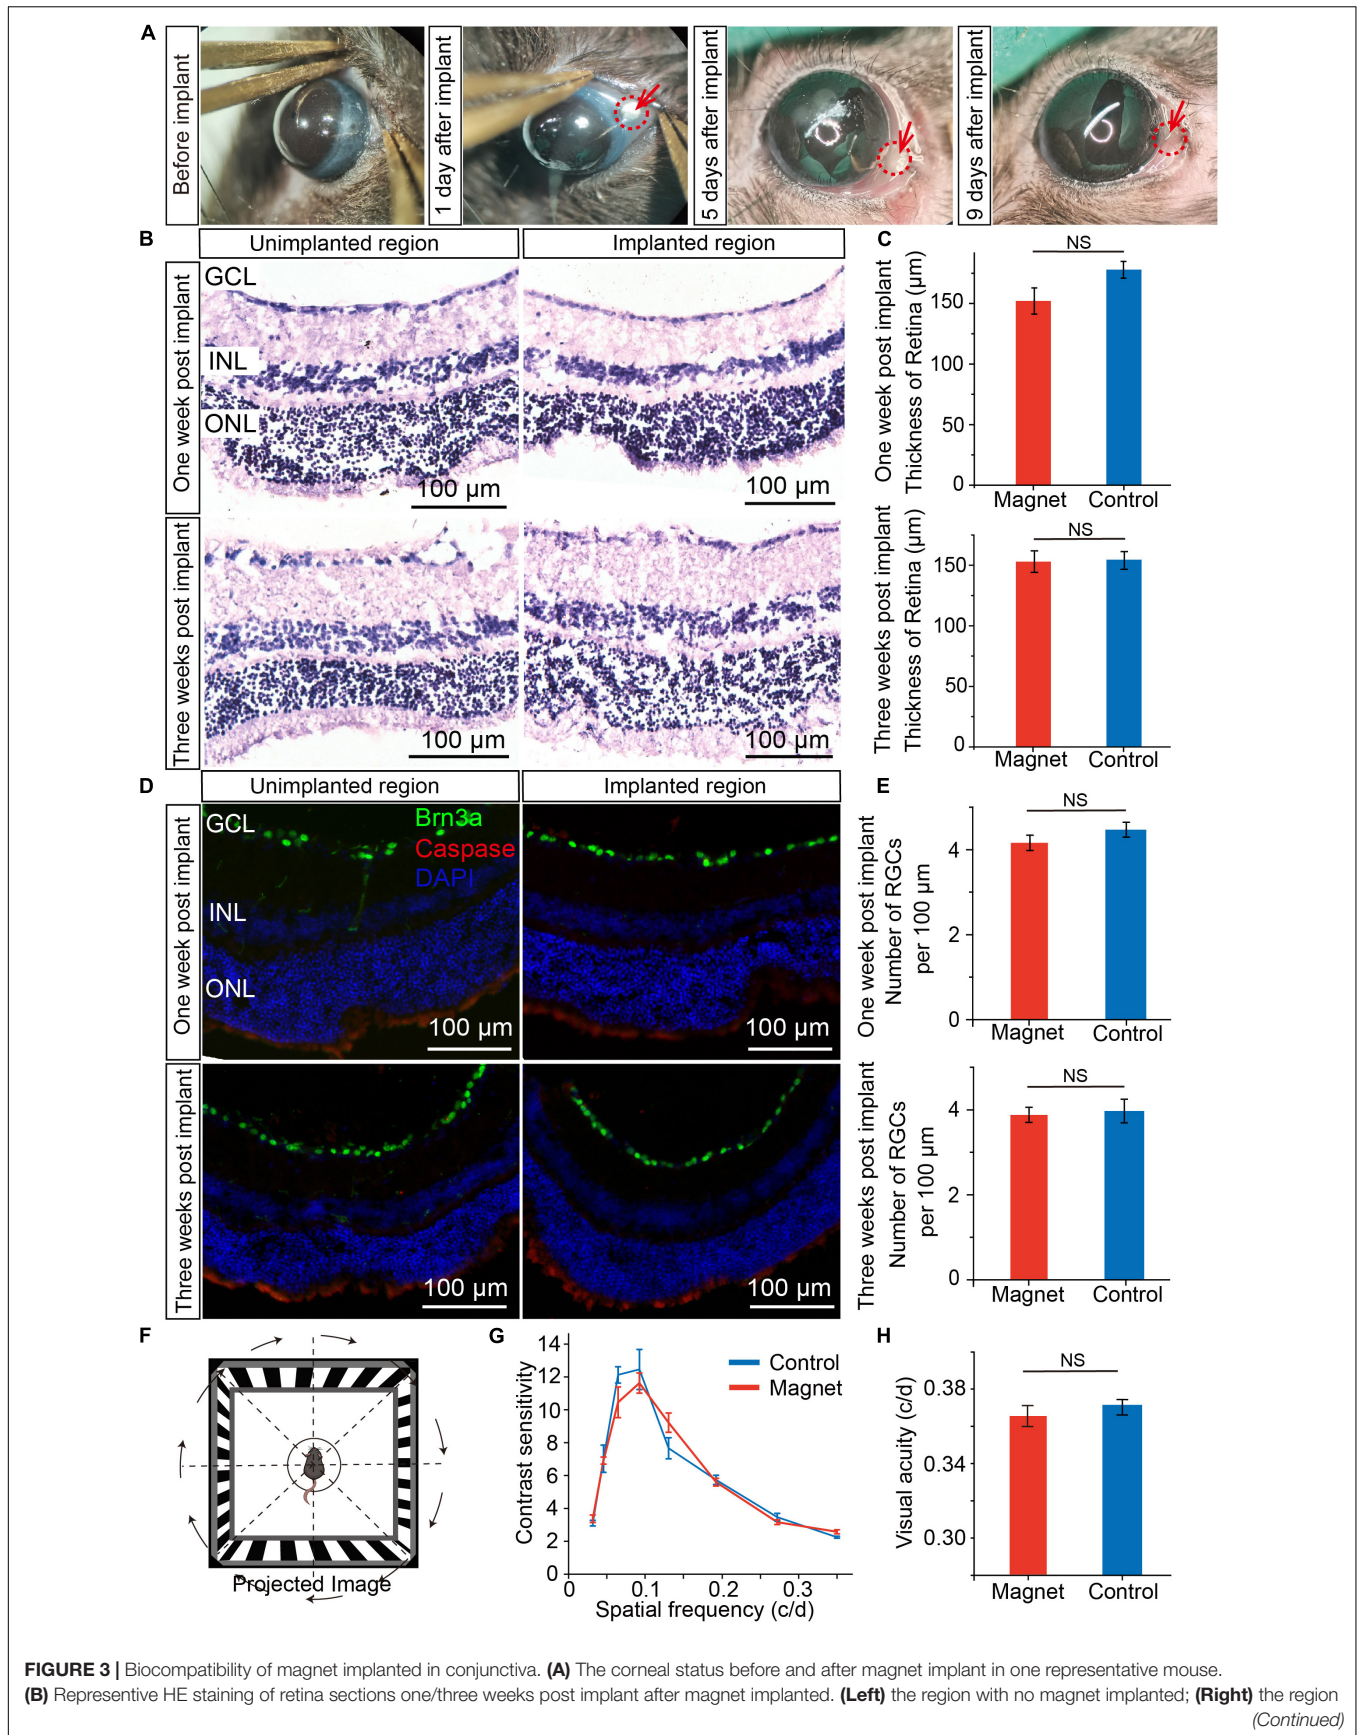 A
Before implant
1 day after implant
5 days after implant
9 days after implant
B
Unimplanted region
Implanted region
One week post implant
GCL
INL
ONL
100 µm
100 µm
Three weeks post implant
100 µm
100 µm
C
One week post implant
Thickness of Retina (µm)
NS
150
100
50
0
Magnet
Control
Three weeks post implant
Thickness of Retina (µm)
NS
150
100
50
0
Magnet
Control
D
Unimplanted region
Implanted region
One week post implant
GCL
INL
ONL
Brn3a
Caspase
DAPI
100 µm
100 µm
Three weeks post implant
100 µm
100 µm
E
One week post implant
Number of RGCs
per 100 µm
NS
4
2
0
Magnet
Control
Three weeks post implant
Number of RGCs
per 100 µm
NS
4
2
0
Magnet
Control
F
Projected Image
G
Contrast sensitivity
14
12
10
8
6
4
2
0
Control
Magnet
0
0.1
0.2
0.3
Spatial frequency (c/d)
H
Visual acuity (c/d)
NS
0.38
0.34
0.30
Magnet
Control
FIGURE 3 | Biocompatibility of magnet implanted in conjunctiva. (A) The corneal status before and after magnet implant in one representative mouse.
(B) Representive HE staining of retina sections one/three weeks post implant after magnet implanted. (Left) the region with no magnet implanted; (Right) the region
(Continued)